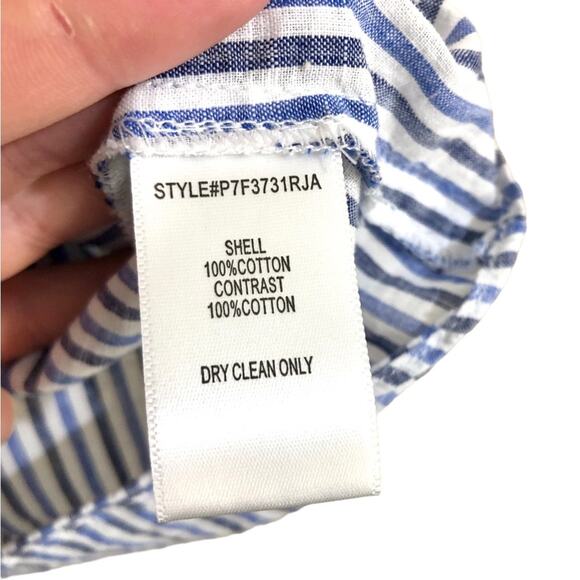 STYLE#P7F3731RJA
SHELL
100%COTTON
CONTRAST
100%COTTON
DRY CLEAN ONLY